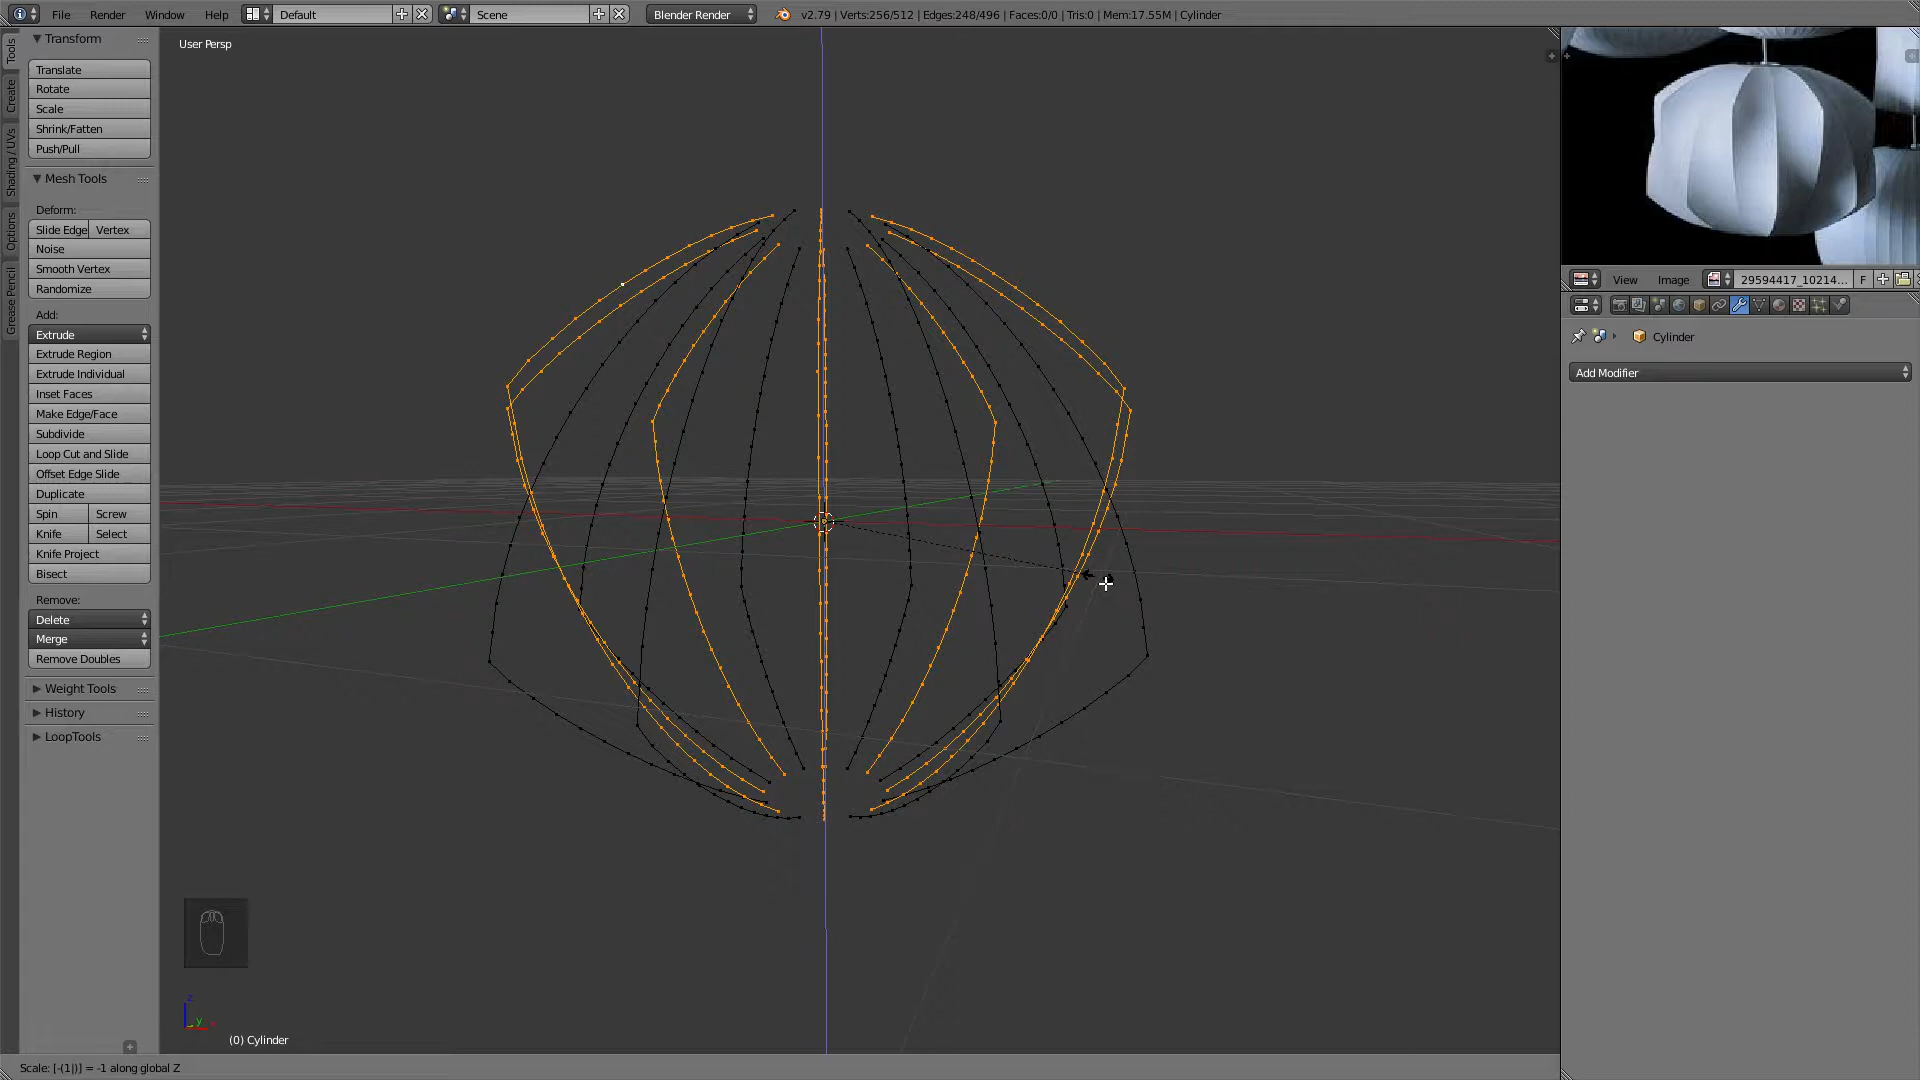 File Render Window Help Default Scene Blender Render v2.79 | Verts:256/512 | Edges:248/496 | Faces:0/0 | Tris:0 | Mem:17.55M | Cylinder
Tools
Create
Shading / UVs
Options
Grease Pencil
Transform
Translate
Rotate
Scale
Shrink/Fatten
Push/Pull
Mesh Tools
Deform:
Slide Edge Vertex
Noise
Smooth Vertex
Randomize
Add:
Extrude
Extrude Region
Extrude Individual
Inset Faces
Make Edge/Face
Subdivide
Loop Cut and Slide
Offset Edge Slide
Duplicate
Spin Screw
Knife Select
Knife Project
Bisect
Remove:
Delete
Merge
Remove Doubles
Weight Tools
History
LoopTools
User Persp
z
y
x
(0) Cylinder
View Image 29594417_10214... F
Cylinder
Add Modifier
Scale: [-(1|)] = -1 along global Z